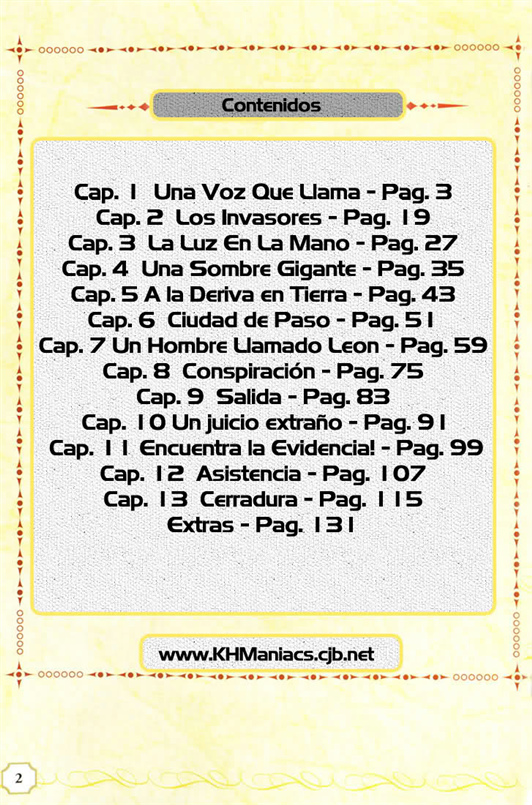 Contenidos
Cap. 1 Una Voz Que Llama - Pag. 3
Cap. 2 Los Invasores - Pag. 19
Cap. 3 La Luz En La Mano - Pag. 27
Cap. 4 Una Sombre Gigante - Pag. 35
Cap. 5 A la Deriva en Tierra - Pag. 43
Cap. 6 Ciudad de Paso - Pag. 51
Cap. 7 Un Hombre Llamado Leon - Pag. 59
Cap. 8 Conspiración - Pag. 75
Cap. 9 Salida - Pag. 83
Cap. 10 Un juicio extraño - Pag. 91
Cap. 11 Encuentra la Evidencia! - Pag. 99
Cap. 12 Asistencia - Pag. 107
Cap. 13 Cerradura - Pag. 115
Extras - Pag. 131
www.KHManiacs.cjb.net
2